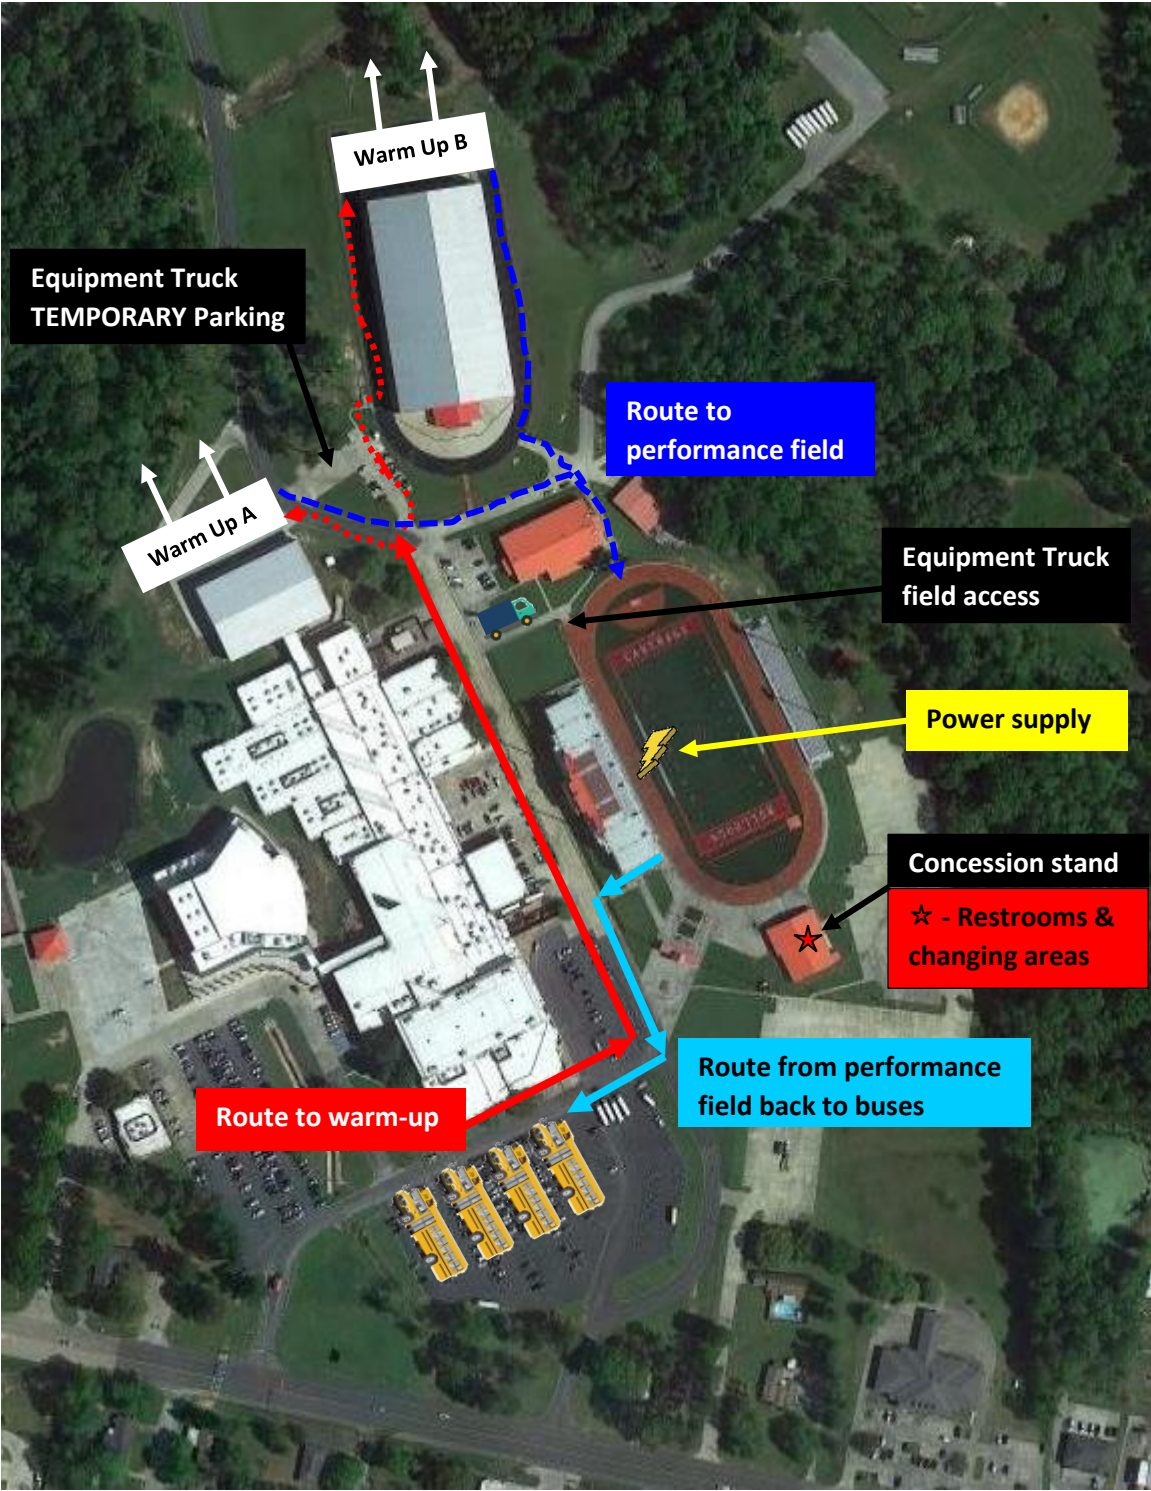 Warm Up B
Equipment Truck
TEMPORARY Parking
Route to
performance field
Warm Up A
Equipment Truck
field access
Power supply
Concession stand
☆ - Restrooms &
changing areas
Route from performance
field back to buses
Route to warm-up